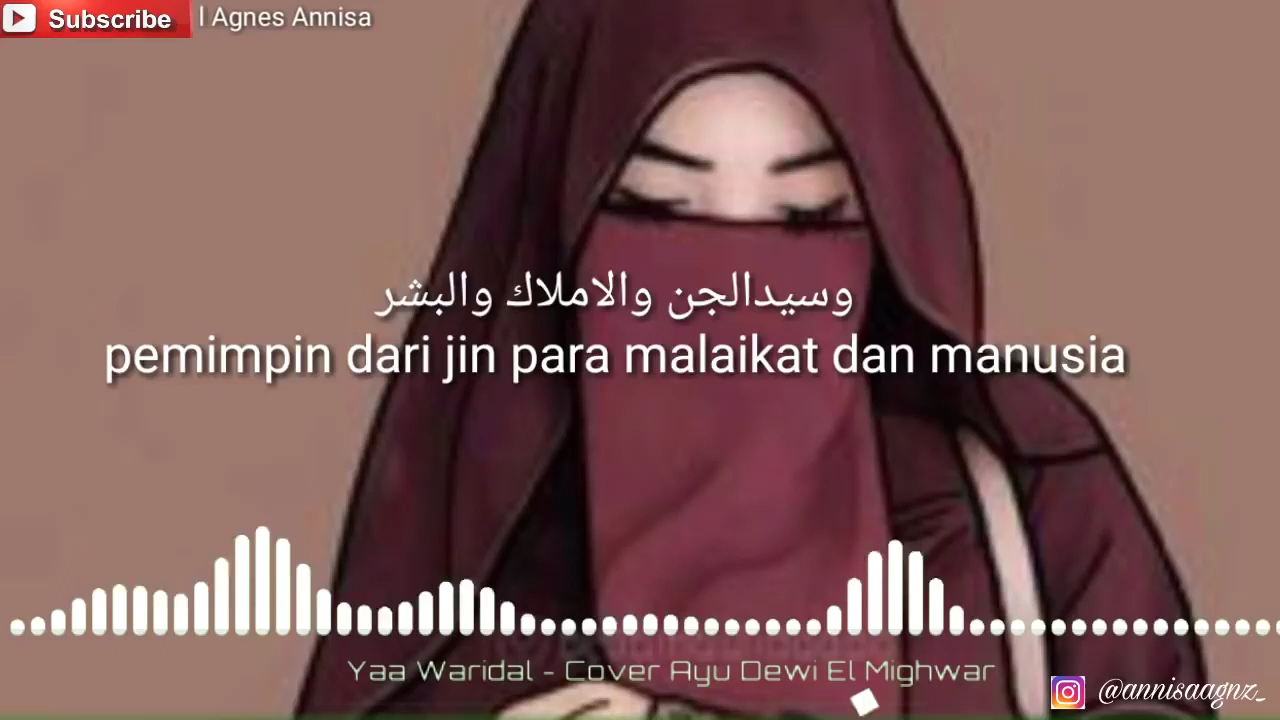 Subscribe l Agnes Annisa
وسيدالجن والاملاك والبشر
pemimpin dari jin para malaikat dan manusia
Yaa Waridal - Cover Ayu Dewi El Mighwar
@annisaagnz_